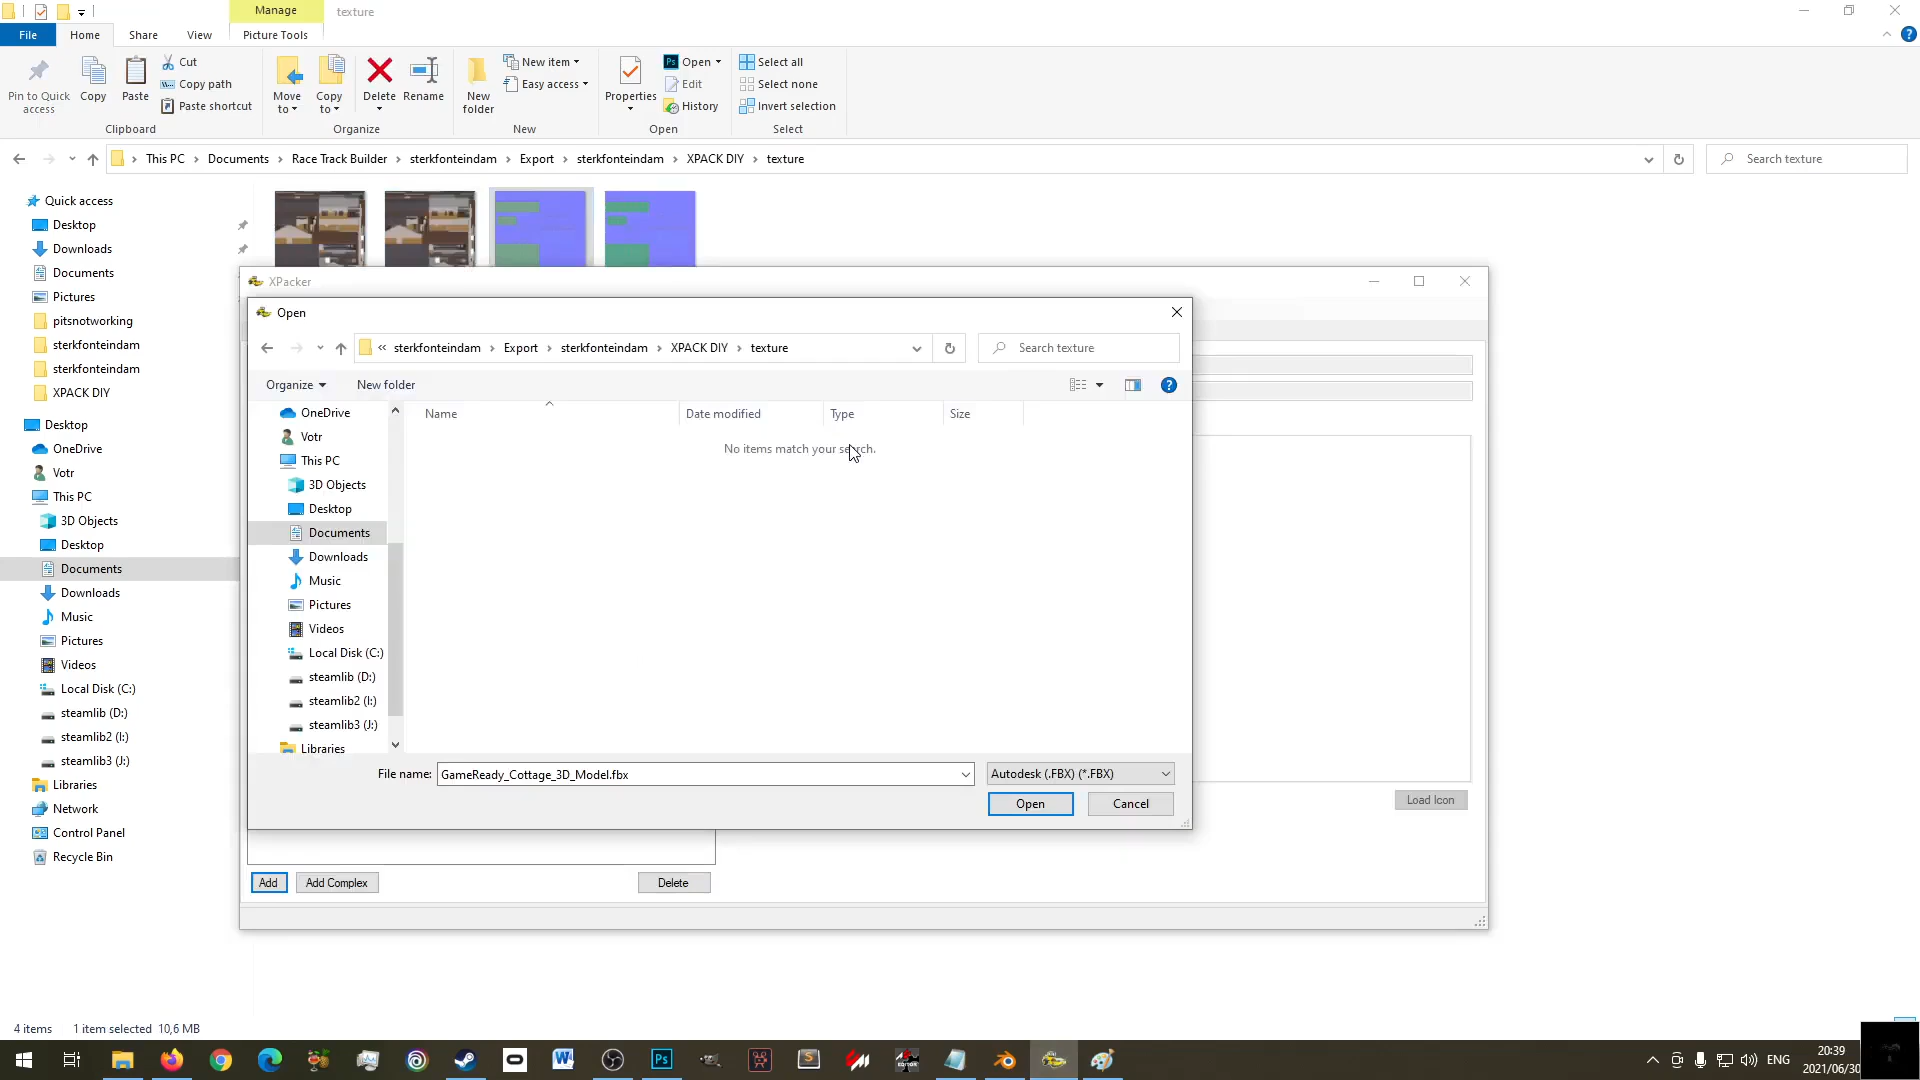 Manage
texture
File
Home
Share
View
Picture Tools
Pin to Quick access
Copy
Paste
Cut
Copy path
Paste shortcut
Move to
Copy to
Delete
Rename
New folder
New item
Easy access
Properties
Ps Open
Edit
History
Select all
Select none
Invert selection
Clipboard
Organize
New
Open
Select
This PC › Documents › Race Track Builder › sterkfonteindam › Export › sterkfonteindam › XPACK DIY › texture
Search texture
Quick access
Desktop
Downloads
Documents
Pictures
pitsnotworking
sterkfonteindam
sterkfonteindam
XPACK DIY
Desktop
OneDrive
Votr
This PC
3D Objects
Desktop
Documents
Downloads
Music
Pictures
Videos
Local Disk (C:)
steamlib (D:)
steamlib2 (I:)
steamlib3 (J:)
Libraries
Network
Control Panel
Recycle Bin
XPacker
Open
« sterkfonteindam › Export › sterkfonteindam › XPACK DIY › texture
Search texture
Organize
New folder
Name
Date modified
Type
Size
No items match your search.
OneDrive
Votr
This PC
3D Objects
Desktop
Documents
Downloads
Music
Pictures
Videos
Local Disk (C:)
steamlib (D:)
steamlib2 (I:)
steamlib3 (J:)
Libraries
File name: GameReady_Cottage_3D_Model.fbx
Autodesk (.FBX) (*.FBX)
Open
Cancel
Load Icon
Add
Add Complex
Delete
4 items
1 item selected 10,6 MB
ENG
20:39
2021/06/30